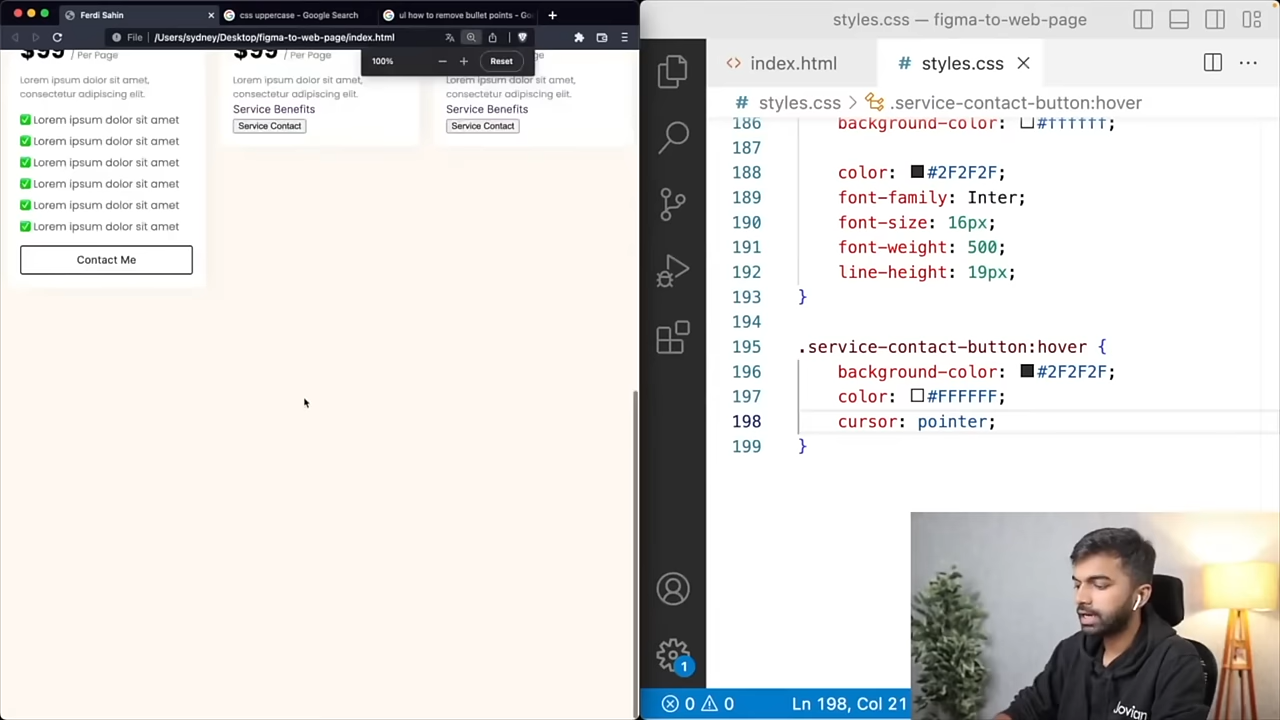 Ferdi Sahin
css uppercase - Google Search
ul how to remove bullet points - Goo
File
/Users/sydney/Desktop/figma-to-web-page/index.html
100%
Reset
$99 / Per Page
$99 / Per Page
Lorem ipsum dolor sit amet,
consectetur adipiscing elit.
Lorem ipsum dolor sit amet
Lorem ipsum dolor sit amet
Lorem ipsum dolor sit amet
Lorem ipsum dolor sit amet
Lorem ipsum dolor sit amet
Lorem ipsum dolor sit amet
Contact Me
Lorem ipsum dolor sit amet,
consectetur adipiscing elit.
Service Benefits
Service Contact
Lorem ipsum dolor sit amet,
consectetur adipiscing elit.
Service Benefits
Service Contact
styles.css — figma-to-web-page
<> index.html
# styles.css
# styles.css > .service-contact-button:hover
186 background-color: #ffffff;
187
188 color: #2F2F2F;
189 font-family: Inter;
190 font-size: 16px;
191 font-weight: 500;
192 line-height: 19px;
193 }
194
195 .service-contact-button:hover {
196 background-color: #2F2F2F;
197 color: #FFFFFF;
198 cursor: pointer;
199 }
1
0 0
Ln 198, Col 21
Jovian